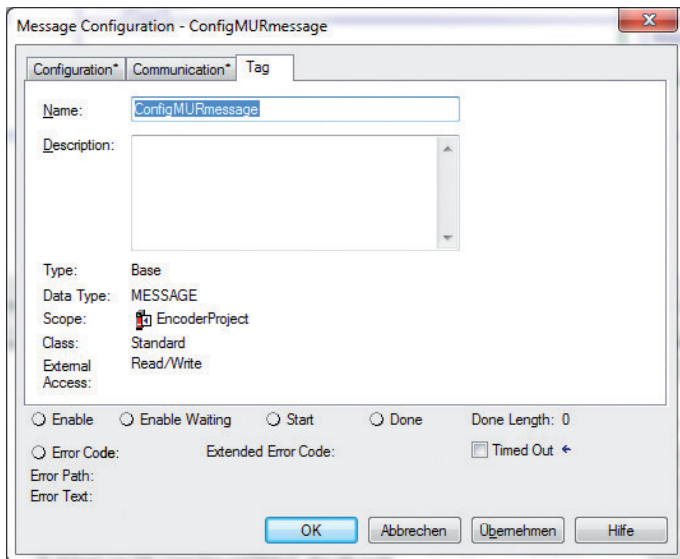 Message Configuration - ConfigMURmessage
Configuration* Communication* Tag
Name: ConfigMURmessage
Description:
Type: Base
Data Type: MESSAGE
Scope: EncoderProject
Class: Standard
External Access: Read/Write
Enable Enable Waiting Start Done Done Length: 0
Error Code: Extended Error Code: Timed Out
Error Path:
Error Text:
OK Abbrechen Übernehmen Hilfe